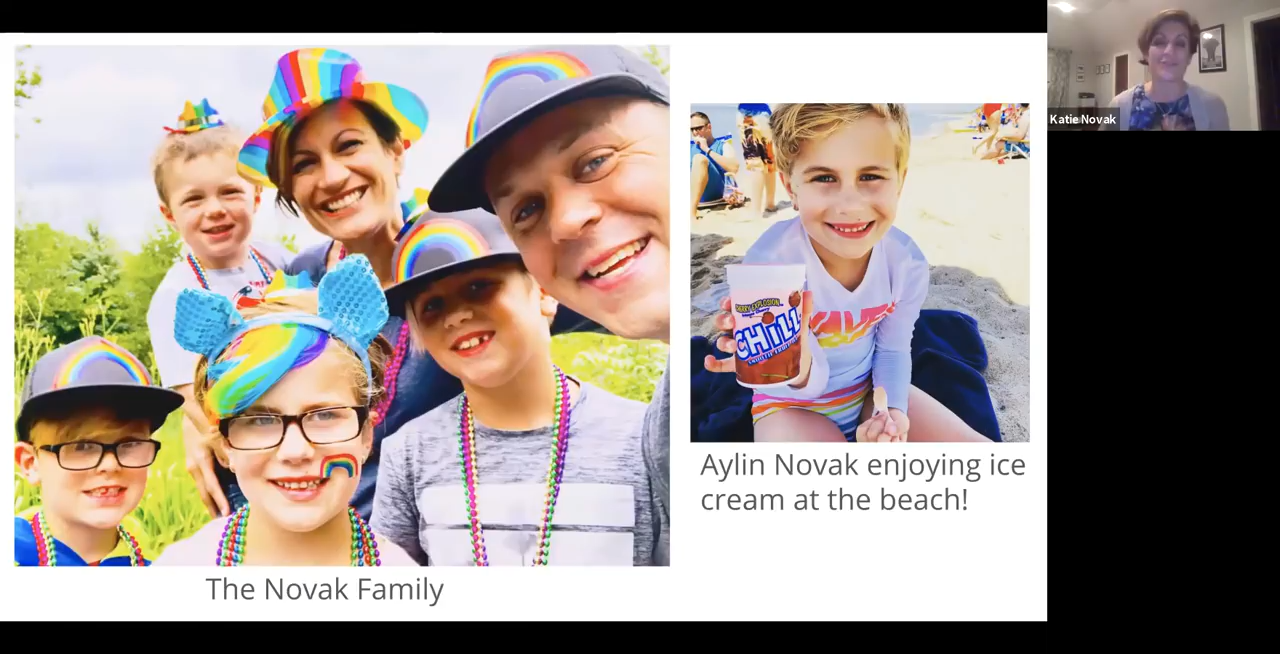 The Novak Family
CHILL
Aylin Novak enjoying ice
cream at the beach!
Katie Novak